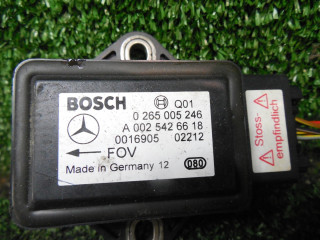 BOSCH Q01
0 265 005 246
A 002 542 66 18
0016905 02212
FOV
Made in Germany 12 080
Stoss-
empfindlich